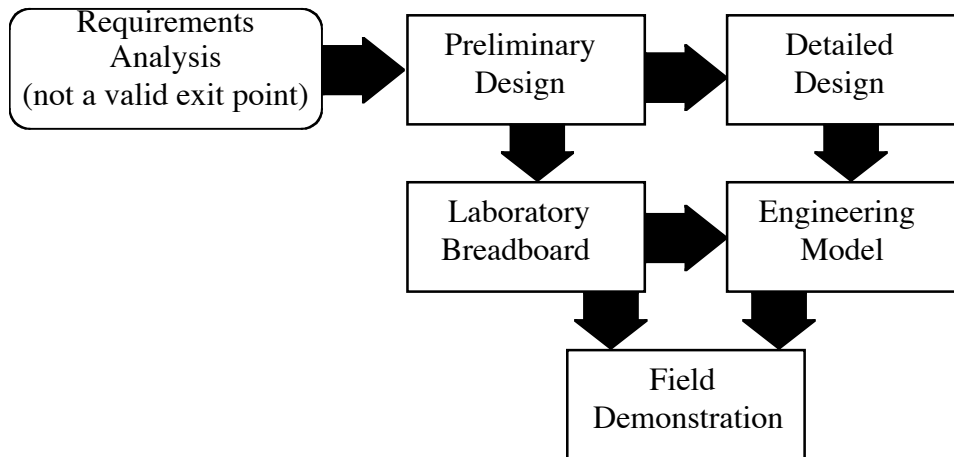 Requirements
Analysis
(not a valid exit point)
Preliminary
Design
Detailed
Design
Laboratory
Breadboard
Engineering
Model
Field
Demonstration